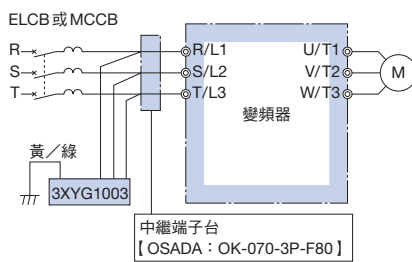 ELCB或MCCB
R R/L1 U/T1
S S/L2 V/T2 M
T T/L3 W/T3
變頻器
黃／綠
3XYG1003
中繼端子台
【OSADA：OK-070-3P-F80】